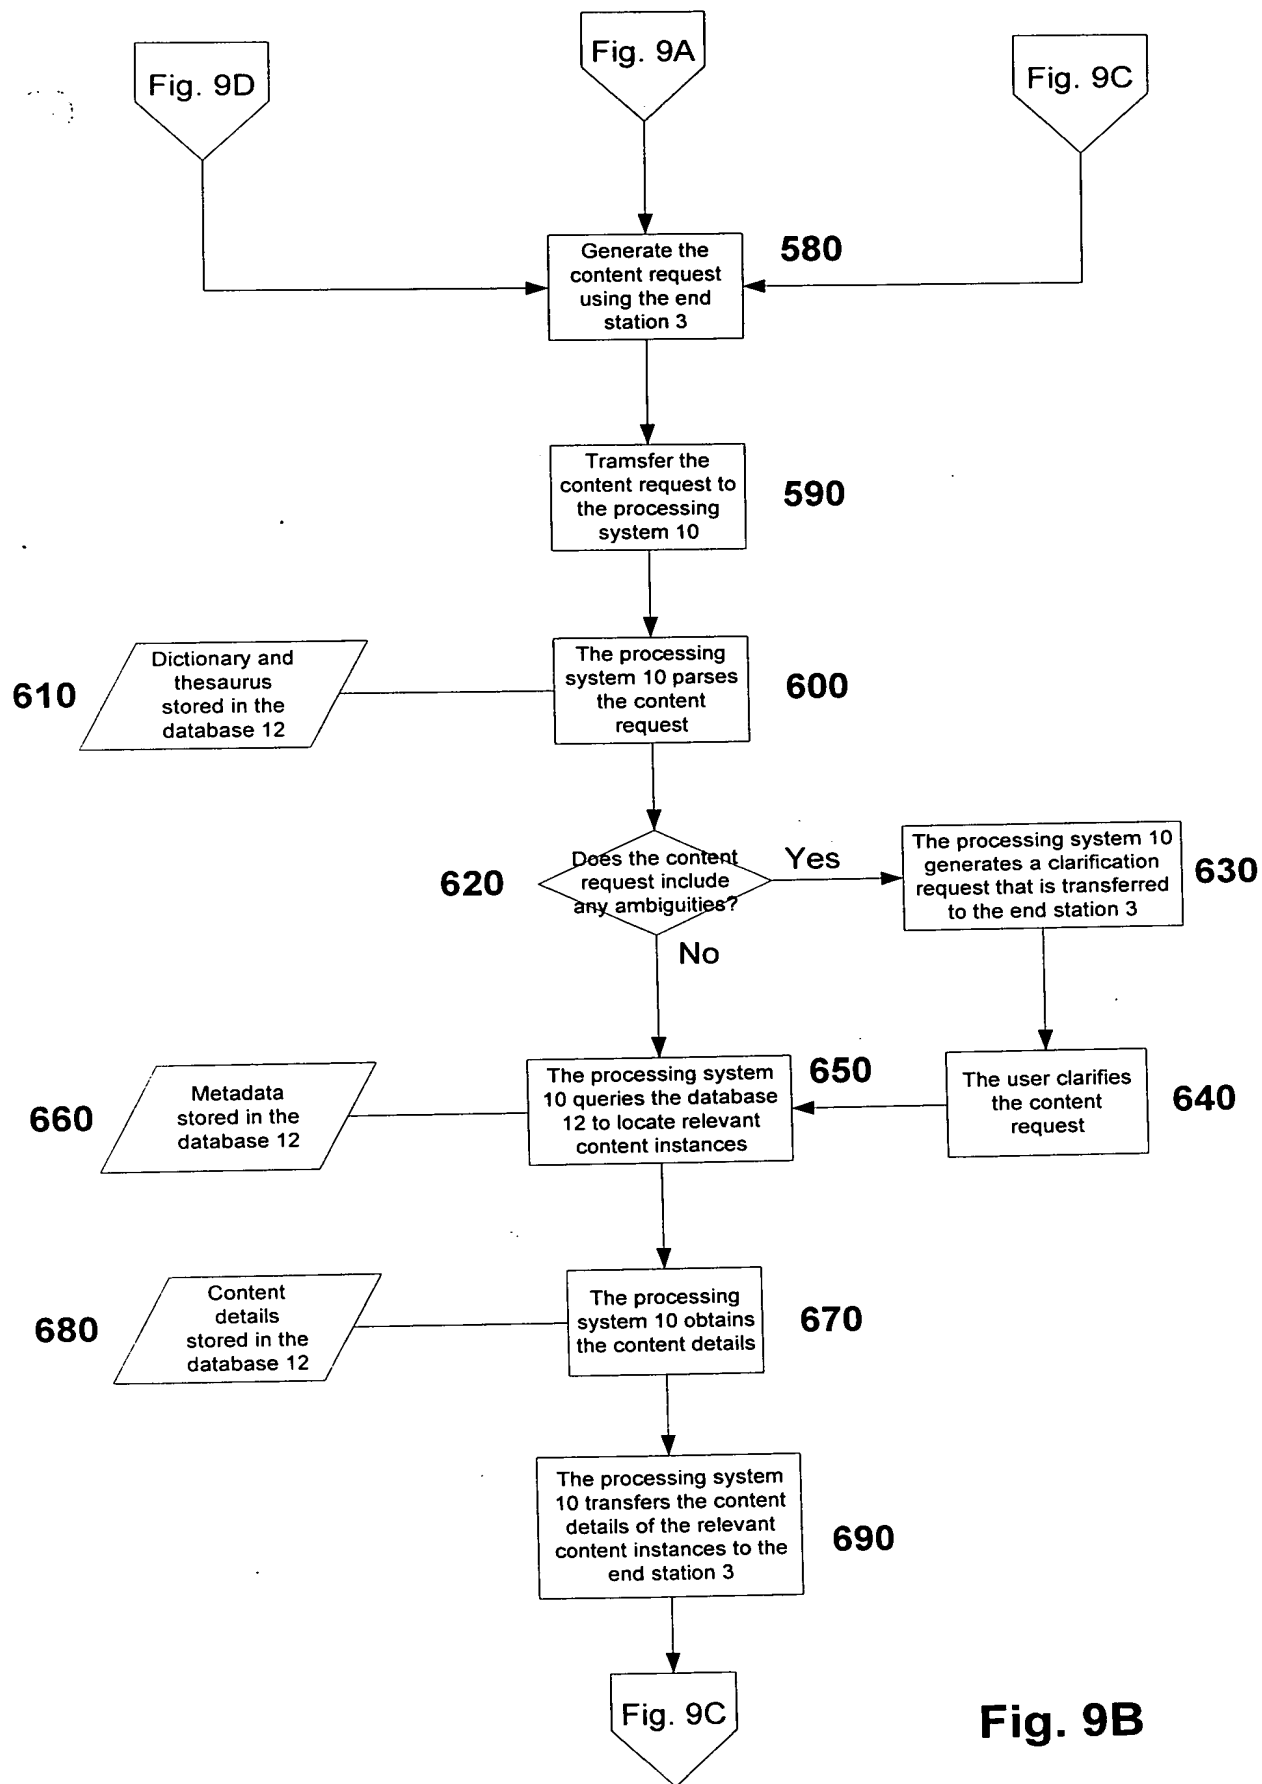 Fig. 9D
Fig. 9A
Fig. 9C
Generate the
content request
using the end
station 3
580
Tramsfer the
content request to
the processing
system 10
590
610
Dictionary and
thesaurus
stored in the
database 12
The processing
system 10 parses
the content
request
600
620
Does the content
request include
any ambiguities?
Yes
No
The processing system 10
generates a clarification
request that is transferred
to the end station 3
630
660
Metadata
stored in the
database 12
The processing system
10 queries the database
12 to locate relevant
content instances
650
The user clarifies
the content
request
640
680
Content
details
stored in the
database 12
The processing
system 10 obtains
the content details
670
The processing system
10 transfers the content
details of the relevant
content instances to the
end station 3
690
Fig. 9C
Fig. 9B